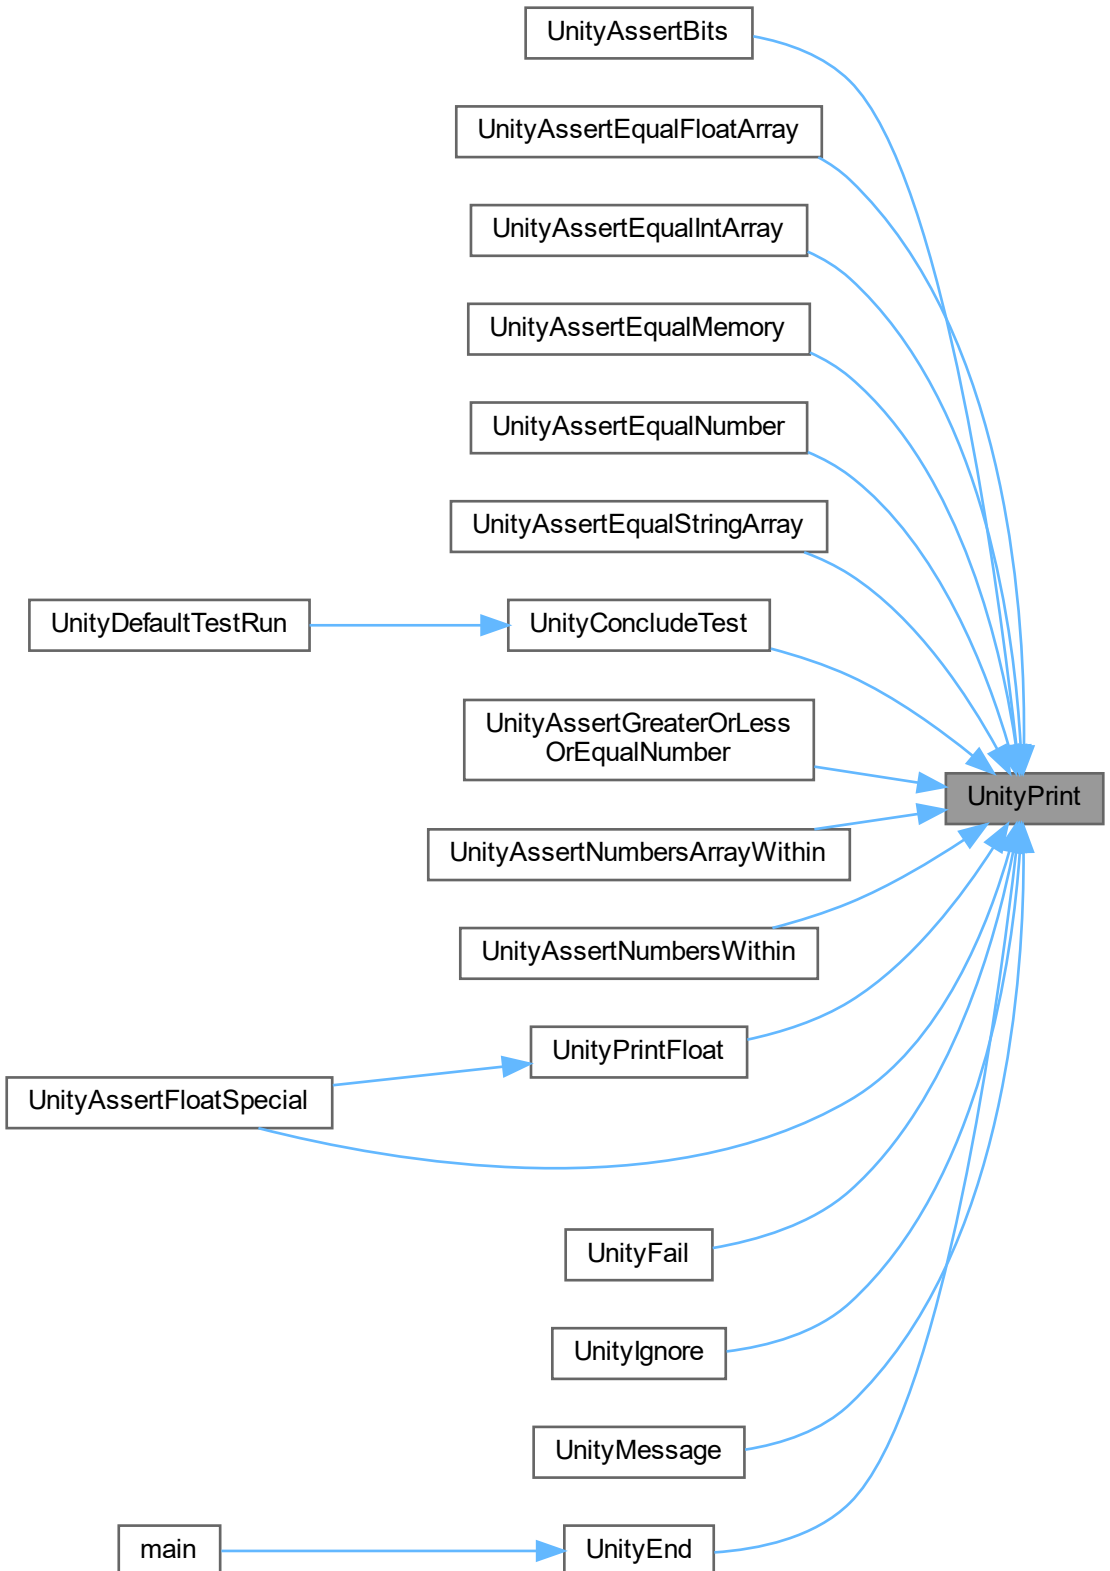 UnityAssertBits
UnityAssertEqualFloatArray
UnityAssertEqualIntArray
UnityAssertEqualMemory
UnityAssertEqualNumber
UnityAssertEqualStringArray
UnityDefaultTestRun
UnityConcludeTest
UnityAssertGreaterOrLess
OrEqualNumber
UnityPrint
UnityAssertNumbersArrayWithin
UnityAssertNumbersWithin
UnityPrintFloat
UnityAssertFloatSpecial
UnityFail
UnityIgnore
UnityMessage
main
UnityEnd